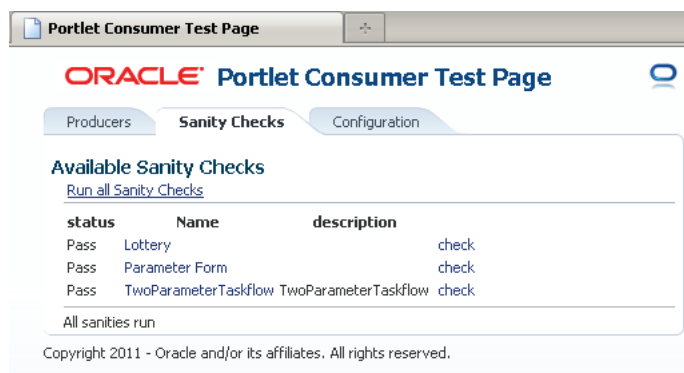 Portlet Consumer Test Page
ORACLE Portlet Consumer Test Page
Producers Sanity Checks Configuration
Available Sanity Checks
Run all Sanity Checks
status Name description
Pass Lottery check
Pass Parameter Form check
Pass TwoParameterTaskflow TwoParameterTaskflow check
All sanities run
Copyright 2011 - Oracle and/or its affiliates. All rights reserved.